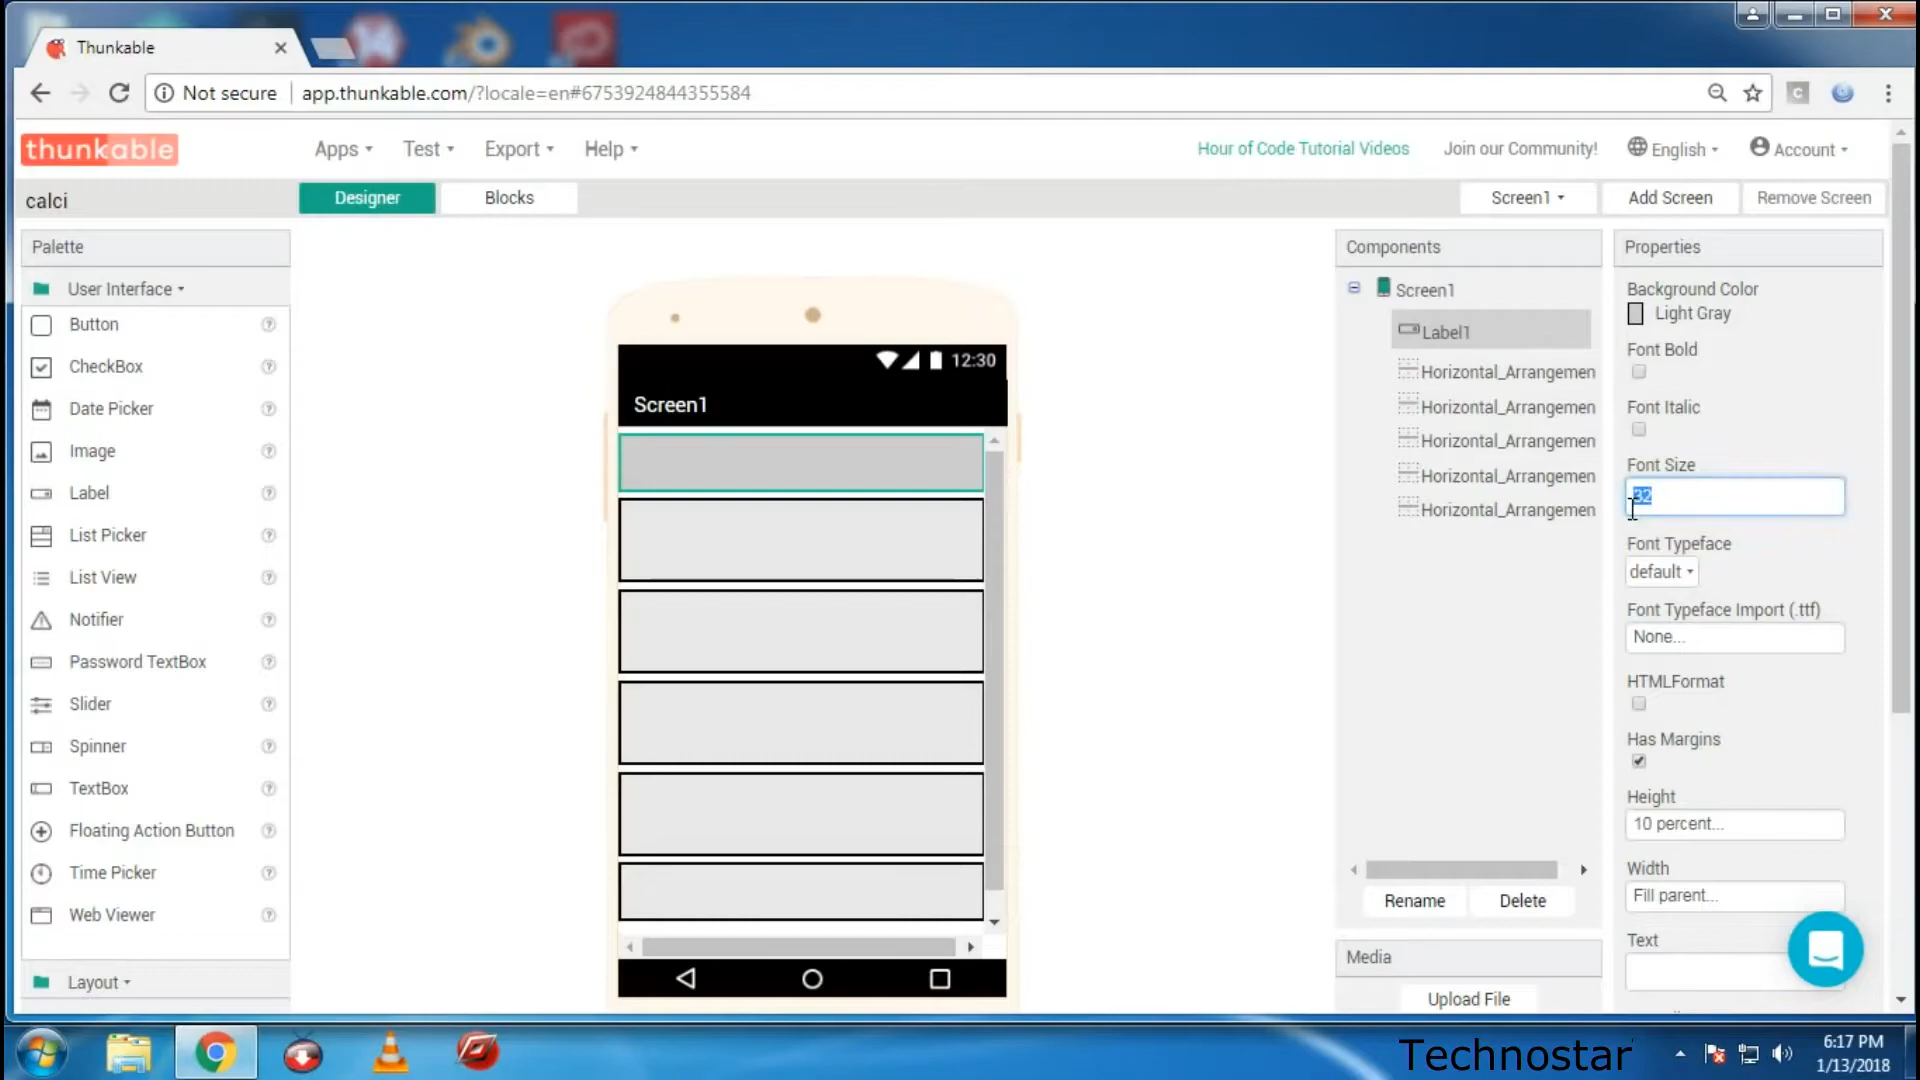 Thunkable
Not secure
app.thunkable.com/?locale=en#6753924844355584
thunkable
Apps
Test
Export
Help
Hour of Code Tutorial Videos
Join our Community!
English
Account
calci
Designer
Blocks
Screen1
Add Screen
Remove Screen
Palette
User Interface
Button
CheckBox
Date Picker
Image
Label
List Picker
List View
Notifier
Password TextBox
Slider
Spinner
TextBox
Floating Action Button
Time Picker
Web Viewer
Layout
12:30
Screen1
Components
Screen1
Label1
Horizontal_Arrangemen
Horizontal_Arrangemen
Horizontal_Arrangemen
Horizontal_Arrangemen
Horizontal_Arrangemen
Rename
Delete
Media
Upload File
Properties
Background Color
Light Gray
Font Bold
Font Italic
Font Size
32
Font Typeface
default
Font Typeface Import (.ttf)
None...
HTMLFormat
Has Margins
Height
10 percent...
Width
Fill parent...
Text
Technostar
6:17 PM
1/13/2018